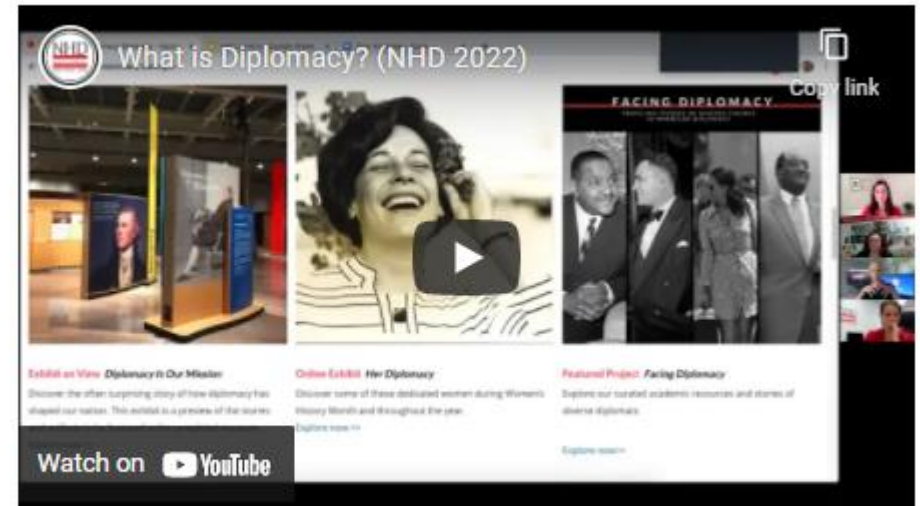 NHD
What is Diplomacy? (NHD 2022)
Copy link
FACING DIPLOMACY
Exhibit on View Diplomacy Is Our Mission
Discover the often surprising story of how diplomacy has
shaped our nation. This exhibit is a preview of the stories
Online Exhibit Her Diplomacy
Discover some of these dedicated women during Women's
History Month and throughout the year.
Explore now >>
Featured Project Facing Diplomacy
Explore our curated academic resources and stories of
diverse diplomats.
Explore now>>
Watch on YouTube